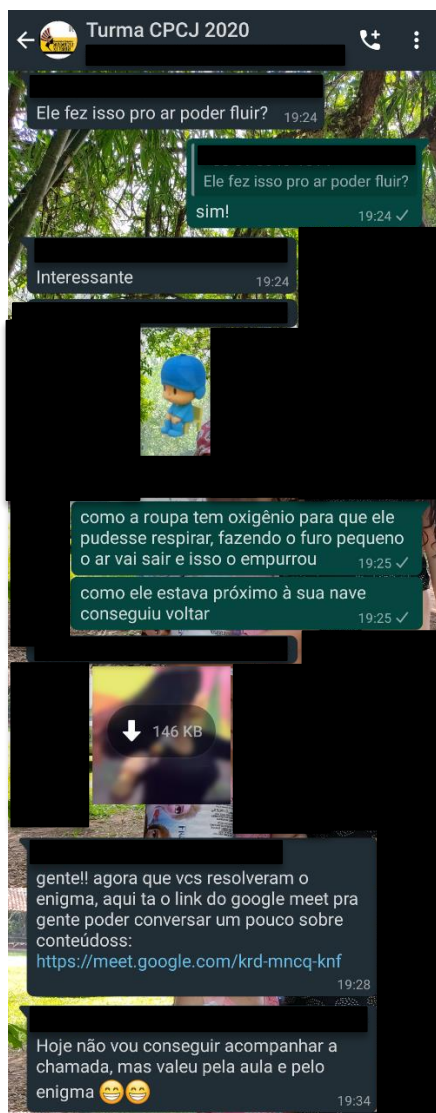 Turma CPCJ 2020
Ele fez isso pro ar poder fluir?
19:24
Ele fez isso pro ar poder fluir?
sim!
19:24
Interessante
19:24
como a roupa tem oxigênio para que ele
pudesse respirar, fazendo o furo pequeno
o ar vai sair e isso o empurrou
19:25
como ele estava próximo à sua nave
conseguiu voltar
19:25
146 KB
gente!! agora que vcs resolveram o
enigma, aqui ta o link do google meet pra
gente poder conversar um pouco sobre
conteúdoss:
https://meet.google.com/krd-mncq-knf
19:28
Hoje não vou conseguir acompanhar a
chamada, mas valeu pela aula e pelo
enigma 😁😁
19:34